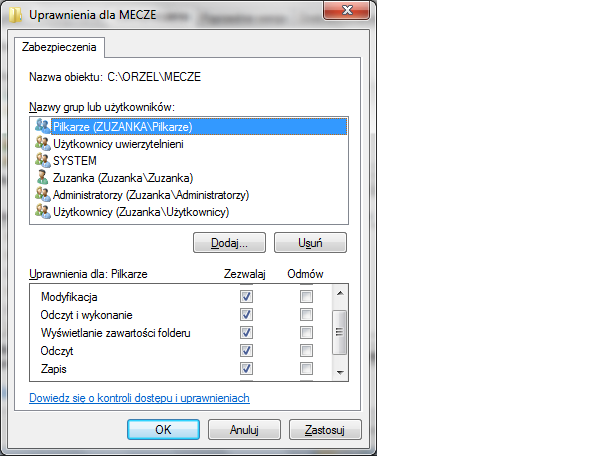 Uprawnienia dla MECZE
Zabezpieczenia
Nazwa obiektu: C:\ORZEL\MECZE
Nazwy grup lub użytkowników:
Pilkarze (ZUZANKA\Pilkarze)
Użytkownicy uwierzytelnieni
SYSTEM
Zuzanka (Zuzanka\Zuzanka)
Administratorzy (Zuzanka\Administratorzy)
Użytkownicy (Zuzanka\Użytkownicy)
Dodaj... Usuń
Uprawnienia dla: Pilkarze Zezwalaj Odmów
Modyfikacja
Odczyt i wykonanie
Wyświetlanie zawartości folderu
Odczyt
Zapis
Dowiedz się o kontroli dostępu i uprawnieniach
OK Anuluj Zastosuj